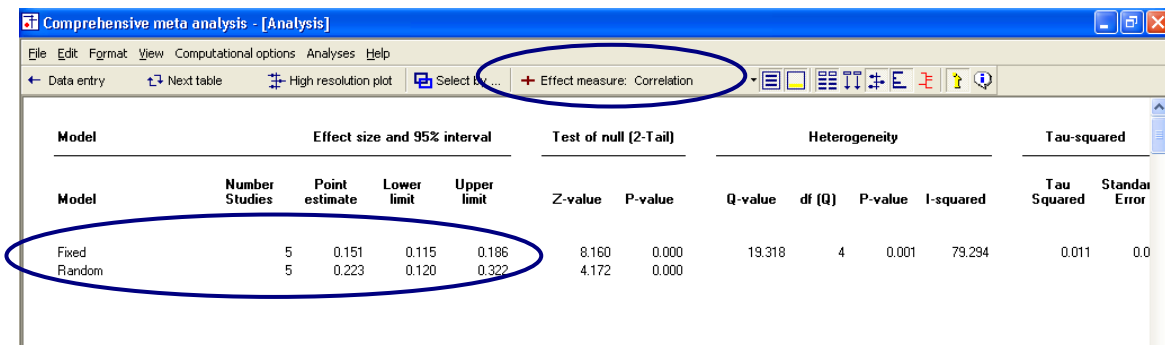 Comprehensive meta analysis - [Analysis]
File Edit Format View Computational options Analyses Help
Data entry Next table High resolution plot Select by ... Effect measure: Correlation
Model Effect size and 95% interval Test of null (2-Tail) Heterogeneity Tau-squared
Model Number Studies Point estimate Lower limit Upper limit Z-value P-value Q-value df (Q) P-value I-squared Tau Squared Standar Error
Fixed 5 0.151 0.115 0.186 8.160 0.000 19.318 4 0.001 79.294 0.011 0.0
Random 5 0.223 0.120 0.322 4.172 0.000